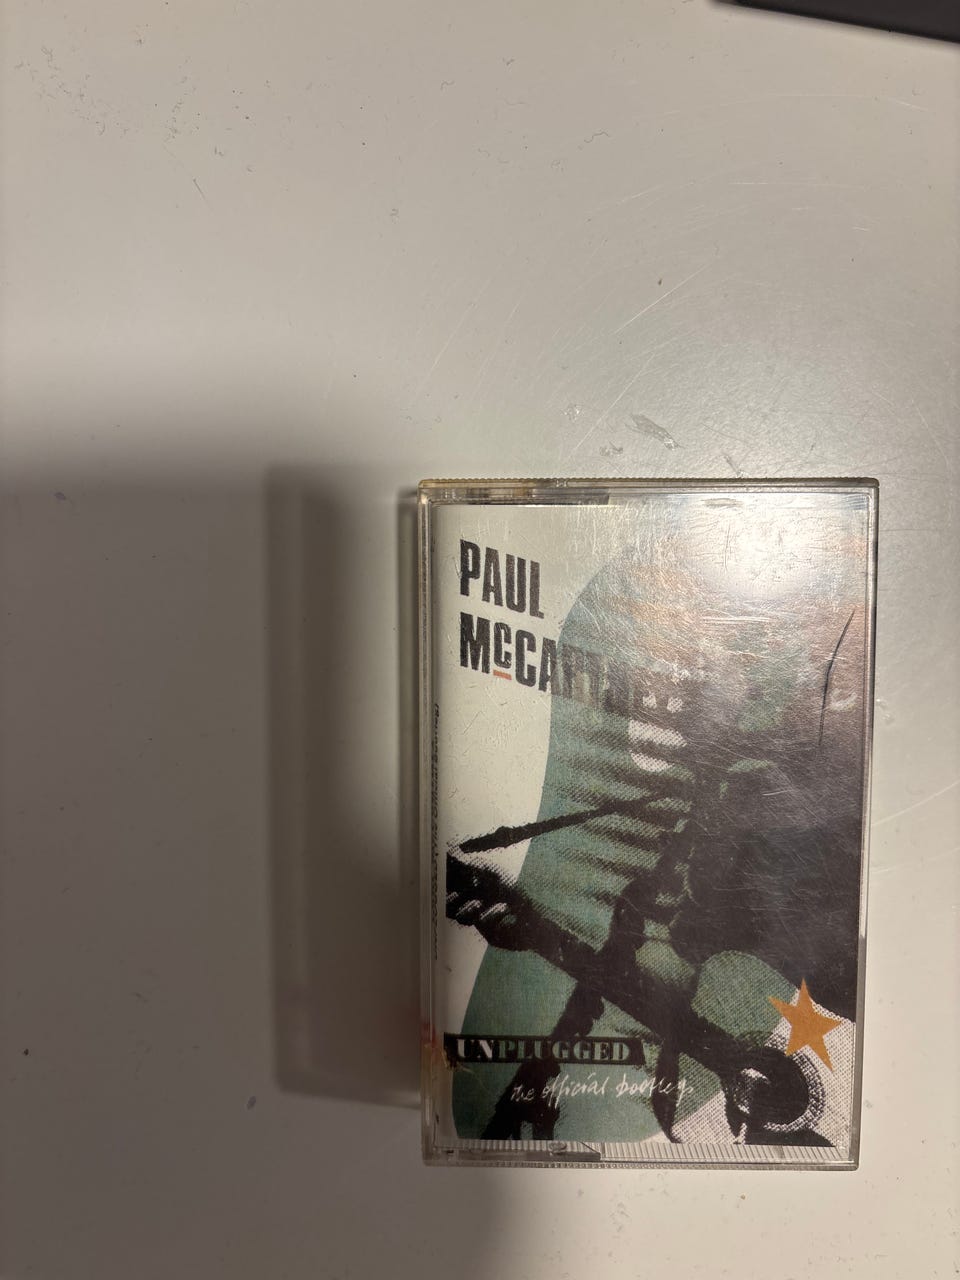 PAUL
McCARTNEY
UNPLUGGED
the official bootleg